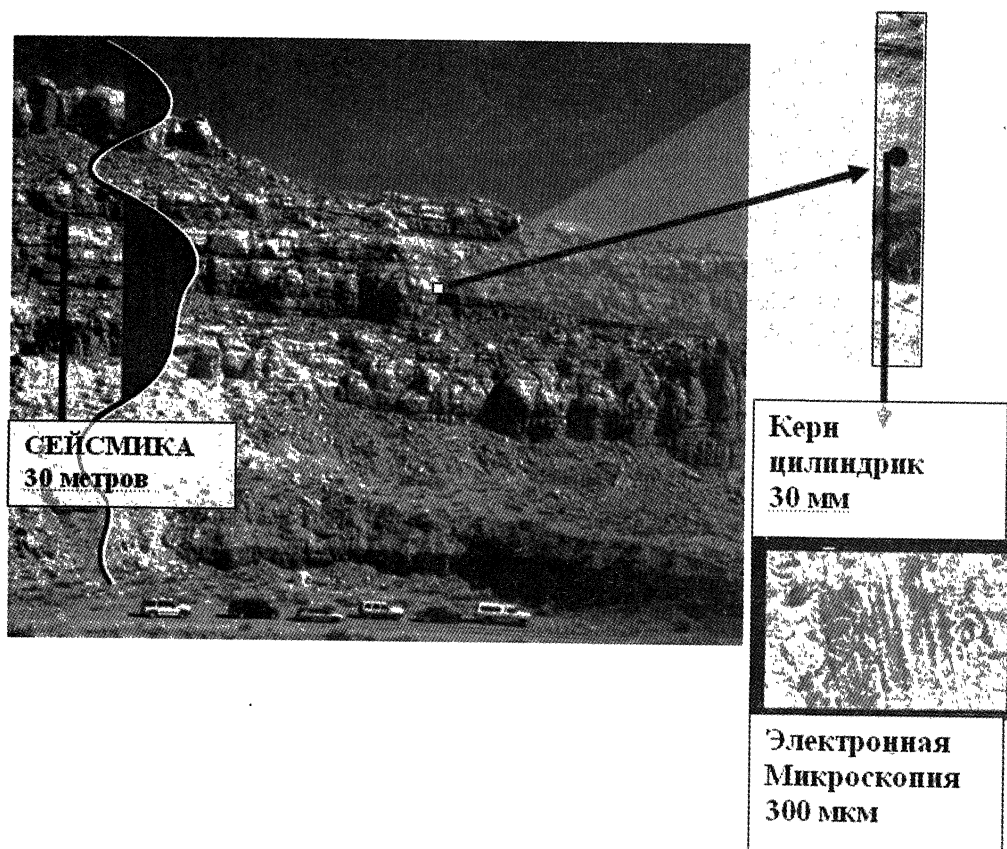 СЕЙСМИКА
30 метров
Керн
цилиндрик
30 мм
Электронная
Микроскопия
300 мкм